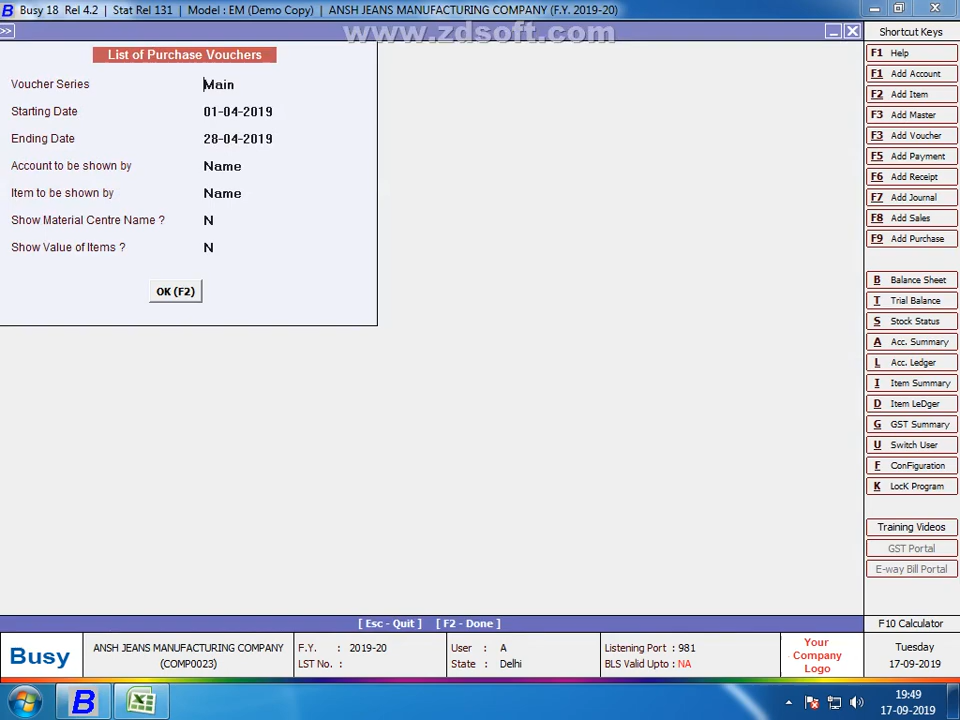 Busy 18 Rel 4.2 | Stat Rel 131 | Model : EM (Demo Copy) | ANSH JEANS MANUFACTURING COMPANY (F.Y. 2019-20)
www.zdsoft.com
>>
List of Purchase Vouchers
Voucher Series Main
Starting Date 01-04-2019
Ending Date 28-04-2019
Account to be shown by Name
Item to be shown by Name
Show Material Centre Name ? N
Show Value of Items ? N
OK (F2)
Shortcut Keys
F1 Help
F1 Add Account
F2 Add Item
F3 Add Master
F3 Add Voucher
F5 Add Payment
F6 Add Receipt
F7 Add Journal
F8 Add Sales
F9 Add Purchase
B Balance Sheet
T Trial Balance
S Stock Status
A Acc. Summary
L Acc. Ledger
I Item Summary
D Item LeDger
G GST Summary
U Switch User
F ConFiguration
K LocK Program
Training Videos
GST Portal
E-way Bill Portal
[ Esc - Quit ] [ F2 - Done ]
F10 Calculator
Busy
ANSH JEANS MANUFACTURING COMPANY
(COMP0023)
F.Y. : 2019-20
LST No. :
User : A
State : Delhi
Listening Port : 981
BLS Valid Upto : NA
Your
Company
Logo
Tuesday
17-09-2019
B
19:49
17-09-2019